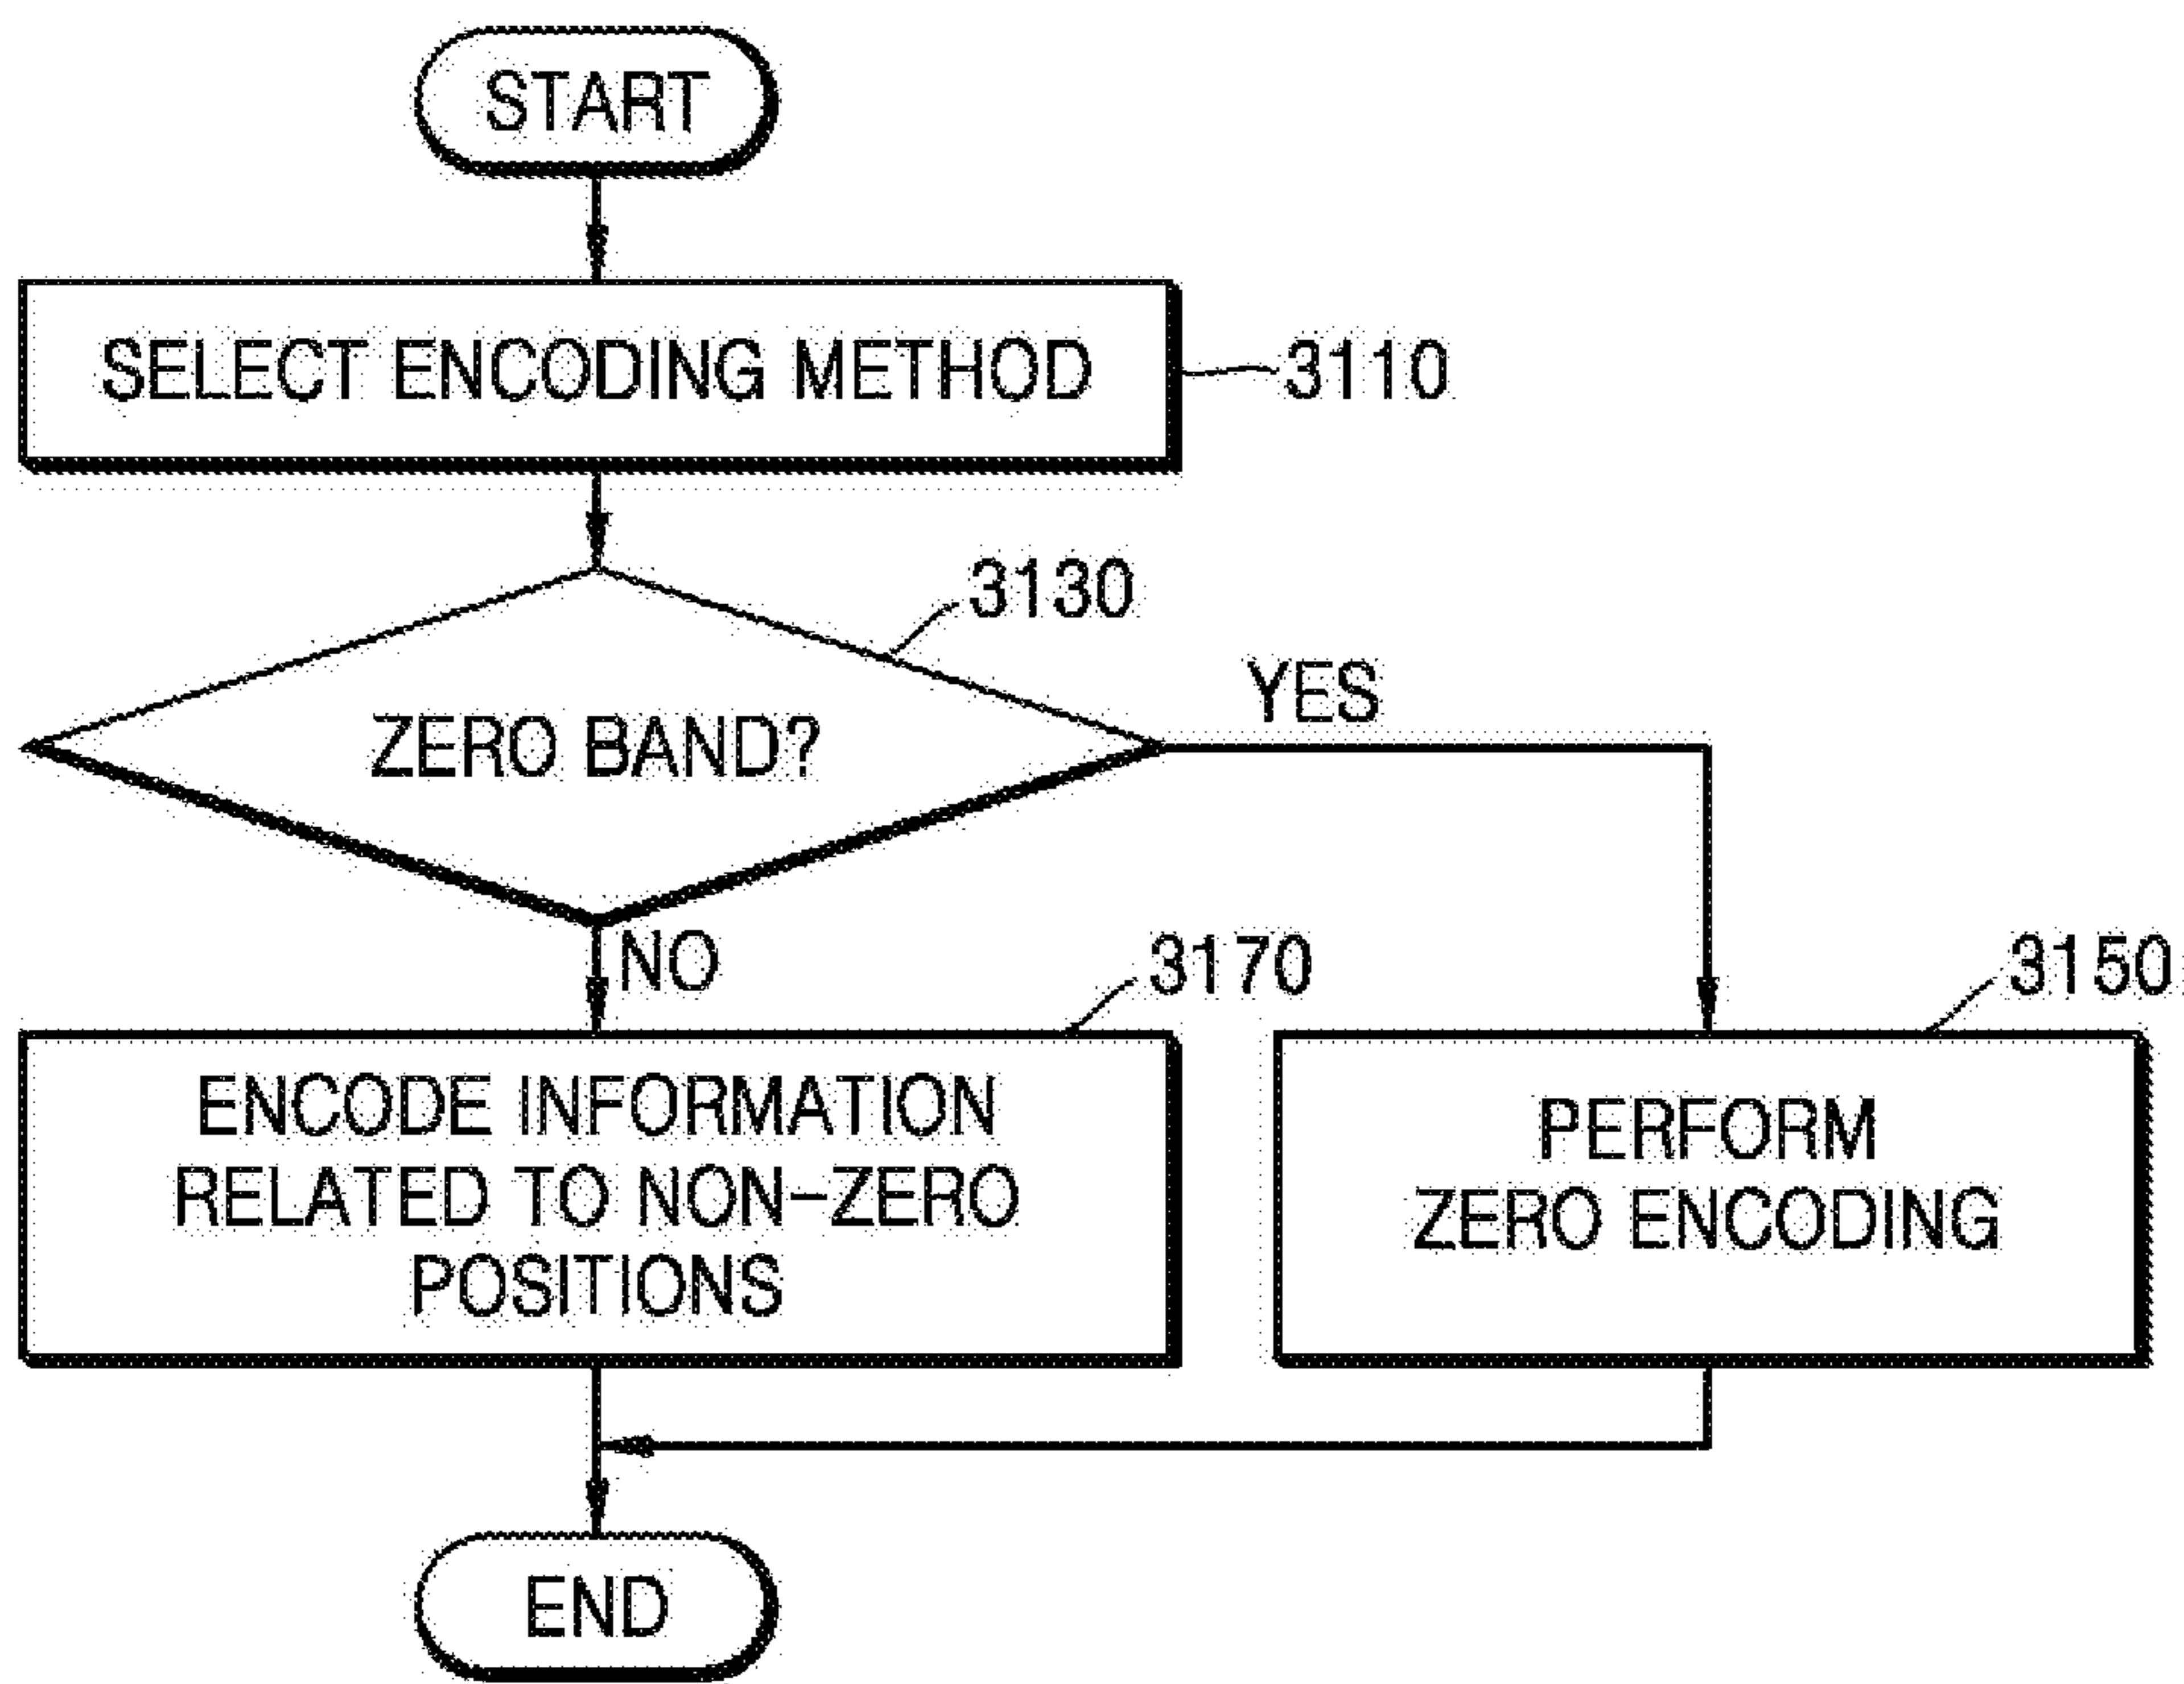 START
SELECT ENCODING METHOD
3110
3130
ZERO BAND?
YES
NO
3170
3150
ENCODE INFORMATION
RELATED TO NON-ZERO
POSITIONS
PERFORM
ZERO ENCODING
END